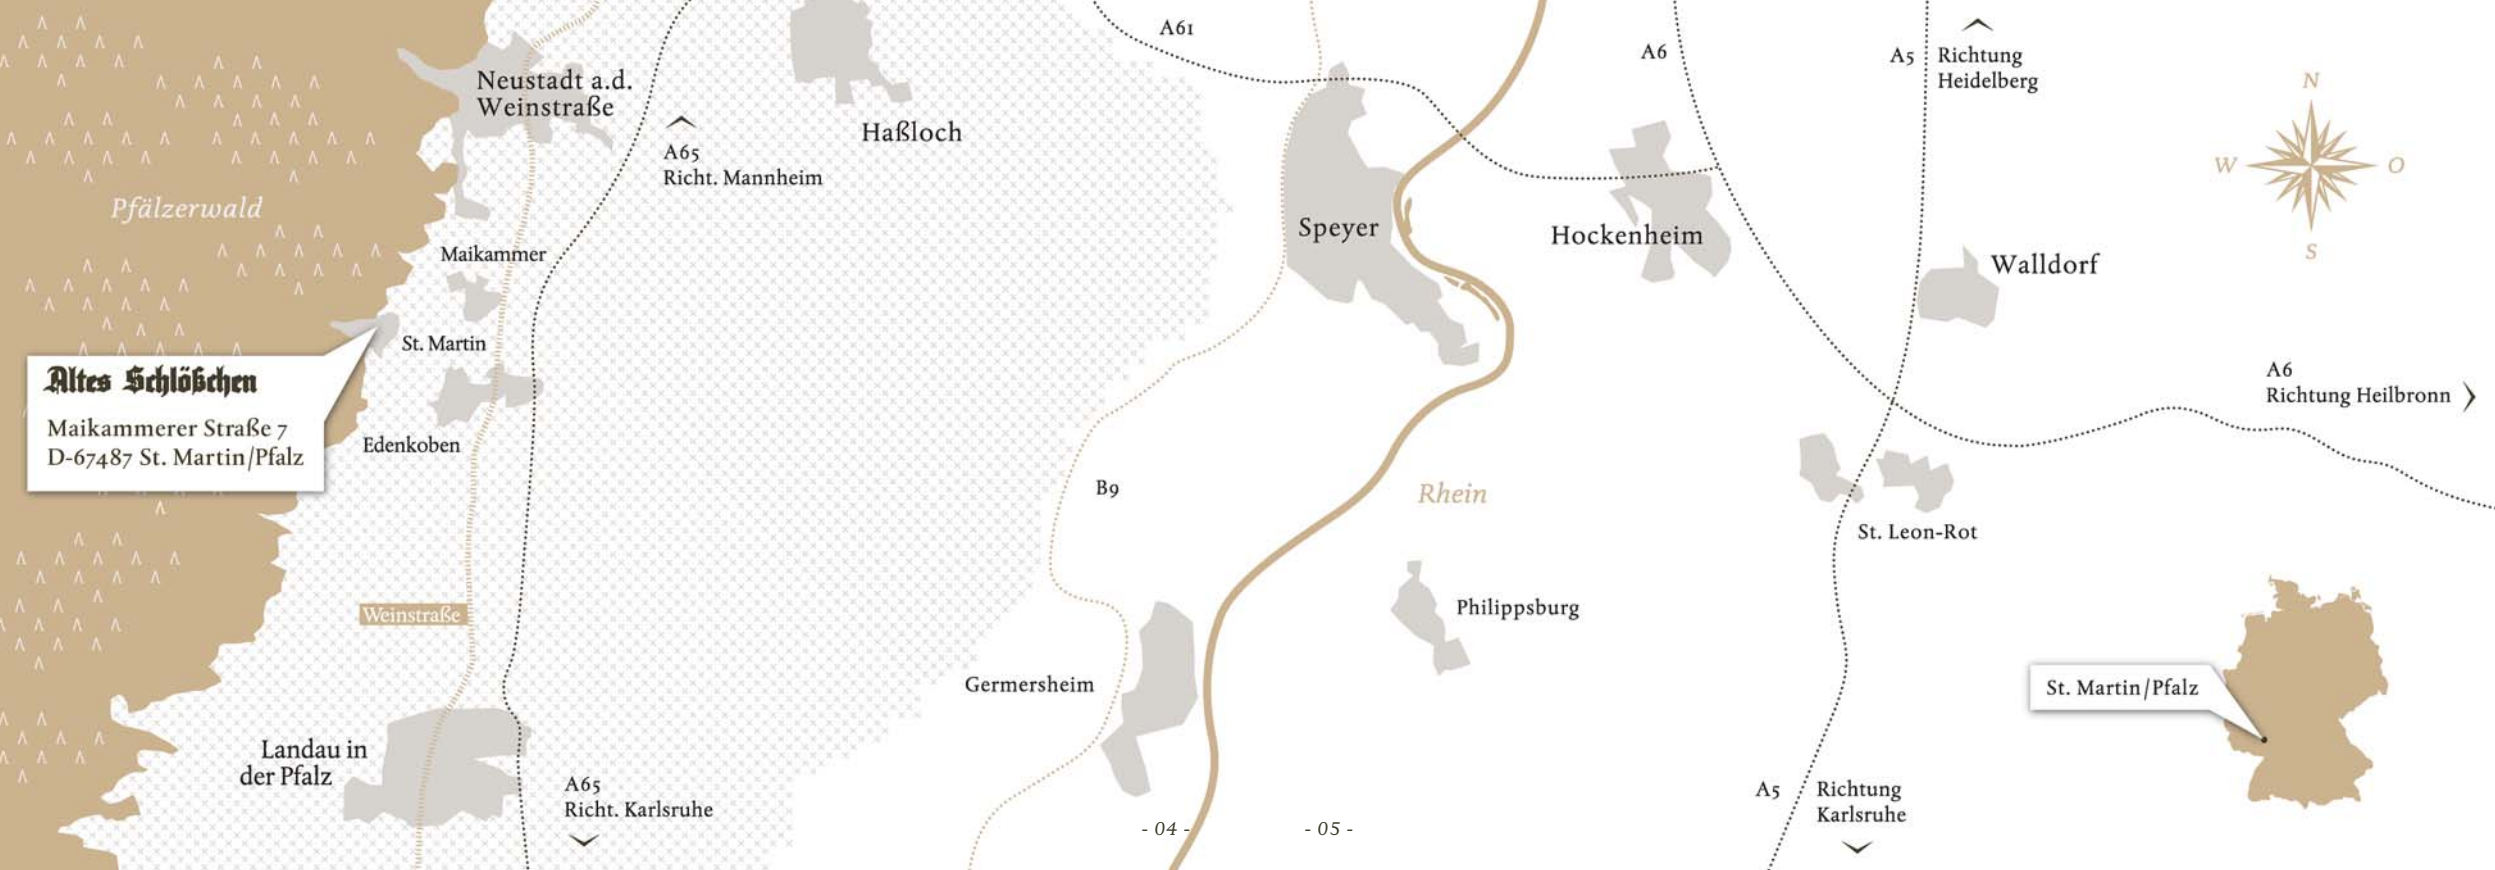 A61
A6
A5
Richtung
Heidelberg
N
W
O
S
Neustadt a.d.
Weinstraße
Haßloch
A65
Richt. Mannheim
Pfälzerwald
Speyer
Hockenheim
Walldorf
Maikammer
St. Martin
Altes Schlößchen
Maikammerer Straße 7
D-67487 St. Martin/Pfalz
Edenkoben
A6
Richtung Heilbronn
B9
Rhein
St. Leon-Rot
Weinstraße
Philippsburg
Germersheim
St. Martin/Pfalz
Landau in
der Pfalz
A65
Richt. Karlsruhe
A5
Richtung
Karlsruhe
- 04 -
- 05 -